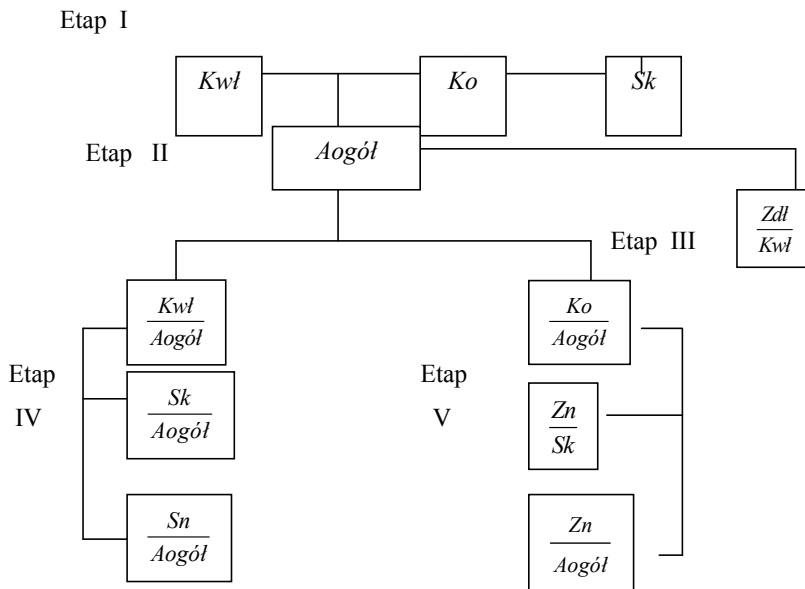 Etap I
Kwł Ko Sk
Etap II
Aogół
Zdł
Kwł
Etap III
Kwł
Aogół
Ko
Aogół
Etap
IV
Sk
Aogół
Etap
V
Zn
Sk
Sn
Aogół
Zn
Aogół